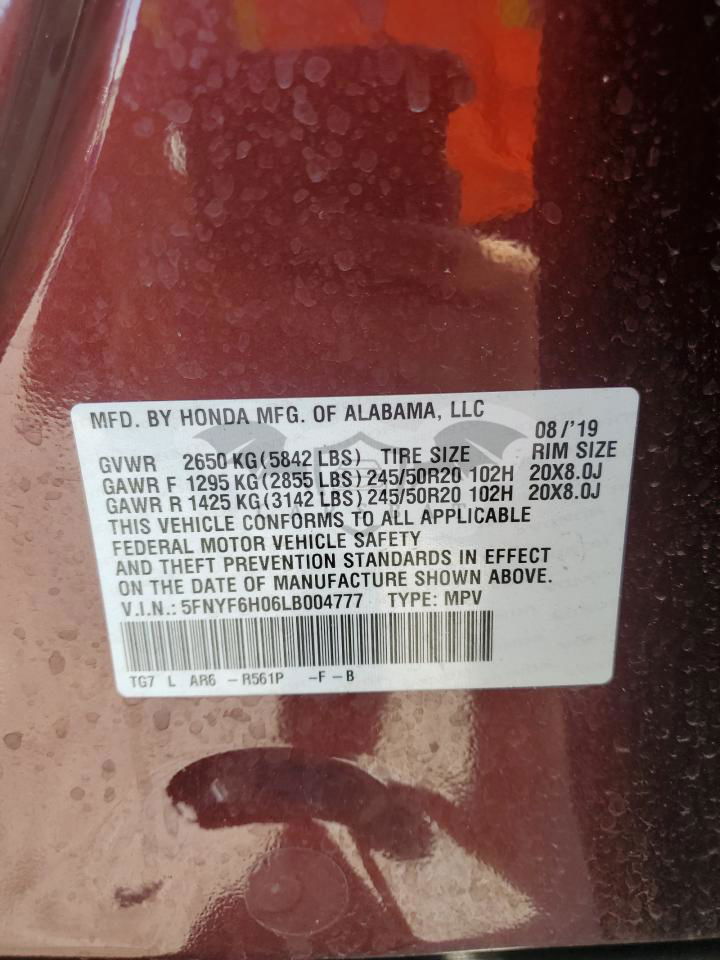 MFD. BY HONDA MFG. OF ALABAMA, LLC
08/'19
GVWR 2650 KG(5842 LBS) TIRE SIZE RIM SIZE
GAWR F 1295 KG(2855 LBS) 245/50R20 102H 20X8.0J
GAWR R 1425 KG(3142 LBS) 245/50R20 102H 20X8.0J
THIS VEHICLE CONFORMS TO ALL APPLICABLE
FEDERAL MOTOR VEHICLE SAFETY
AND THEFT PREVENTION STANDARDS IN EFFECT
ON THE DATE OF MANUFACTURE SHOWN ABOVE.
V.I.N.: 5FNYF6H06LB004777 TYPE: MPV
TG7 L AR6 -R561P -F-B